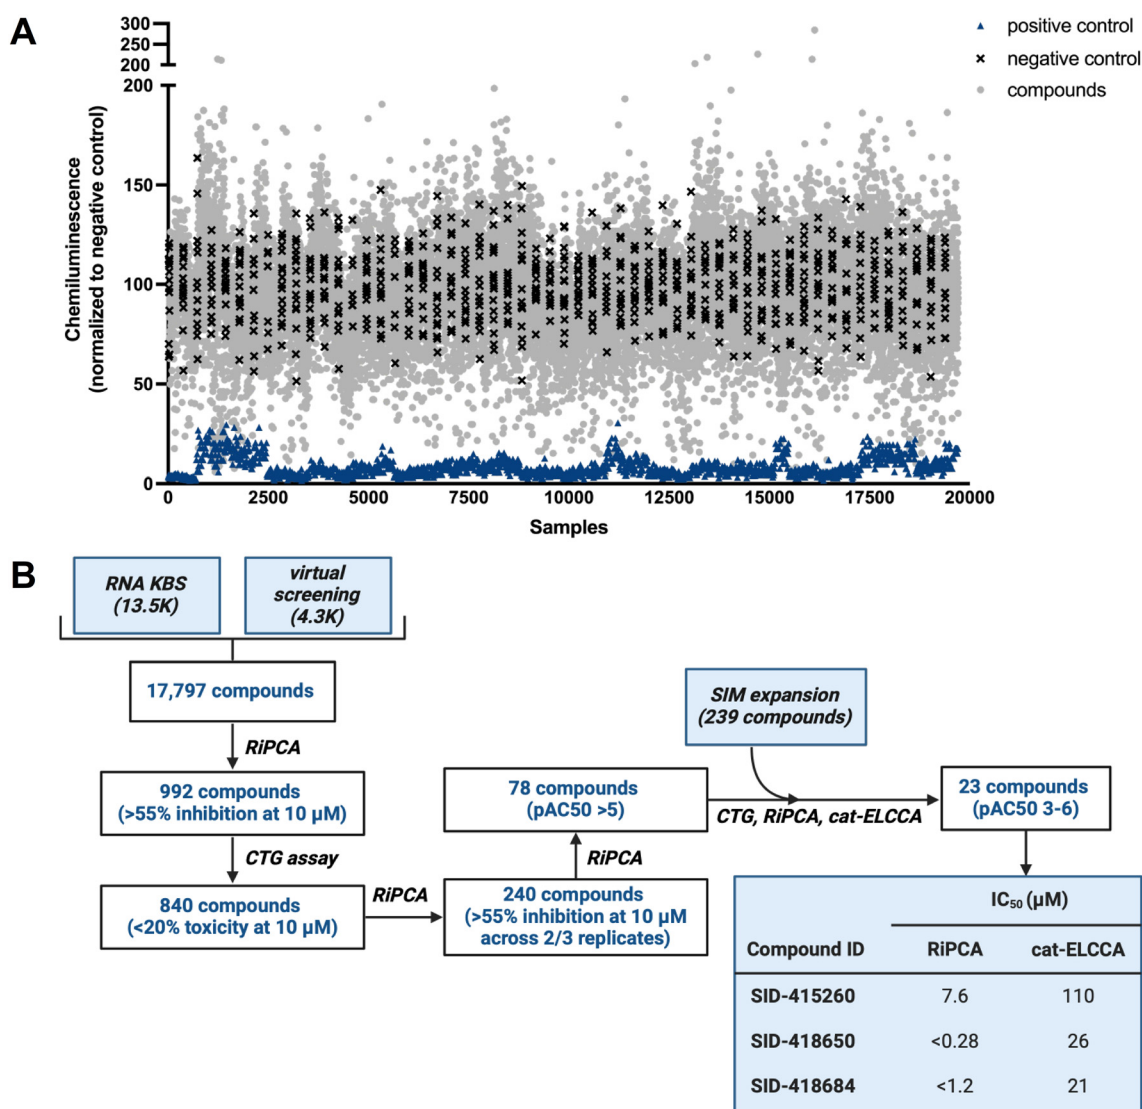 A
300
250
200
200
150
100
50
0
Chemiluminescence
(normalized to negative control)
0
2500
5000
7500
10000
12500
15000
17500
20000
Samples
positive control
negative control
compounds
B
RNA KBS
(13.5K)
virtual
screening
(4.3K)
17,797 compounds
RiPCA
992 compounds
(>55% inhibition at 10 µM)
CTG assay
840 compounds
(<20% toxicity at 10 µM)
RiPCA
240 compounds
(>55% inhibition at 10 µM
across 2/3 replicates)
RiPCA
78 compounds
(pAC50 >5)
SIM expansion
(239 compounds)
CTG, RiPCA, cat-ELCCA
23 compounds
(pAC50 3-6)
IC₅₀ (µM)
Compound ID RiPCA cat-ELCCA
SID-415260 7.6 110
SID-418650 <0.28 26
SID-418684 <1.2 21